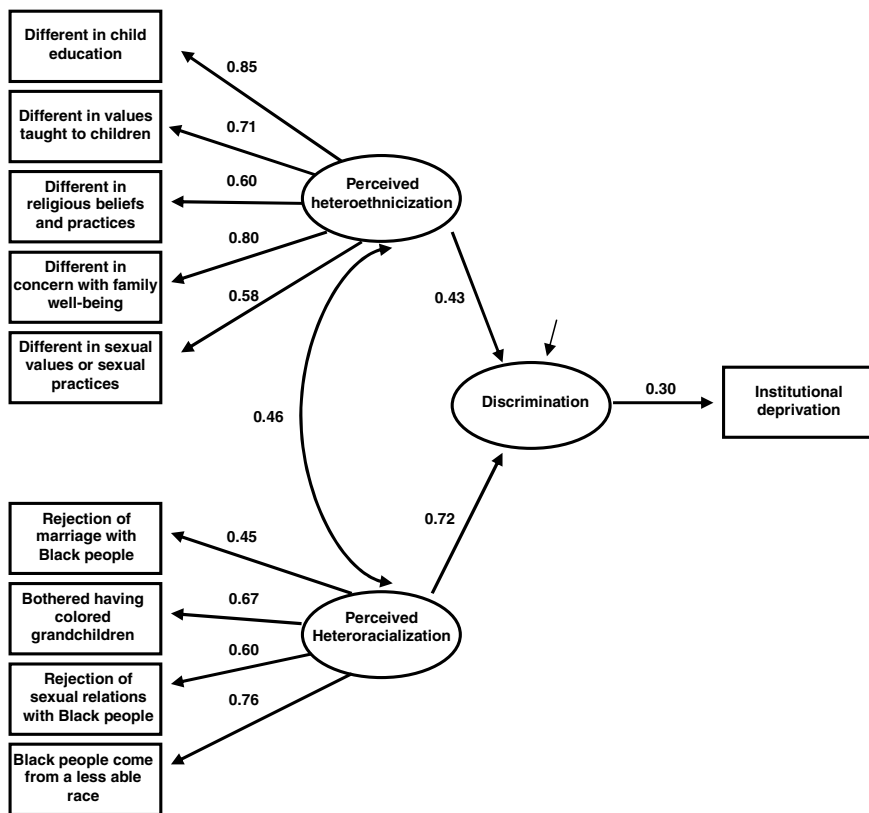 Different in child
education
0.85
Different in values
taught to children
0.71
Different in
religious beliefs
and practices
0.60
Different in
concern with family
well-being
0.80
Different in sexual
values or sexual
practices
0.58
Perceived
heteroethnicization
0.43
0.46
Discrimination
0.30
Institutional
deprivation
0.72
Rejection of
marriage with
Black people
0.45
Bothered having
colored
grandchildren
0.67
Rejection of
sexual relations
with Black people
0.60
Black people come
from a less able
race
0.76
Perceived
Heteroracialization